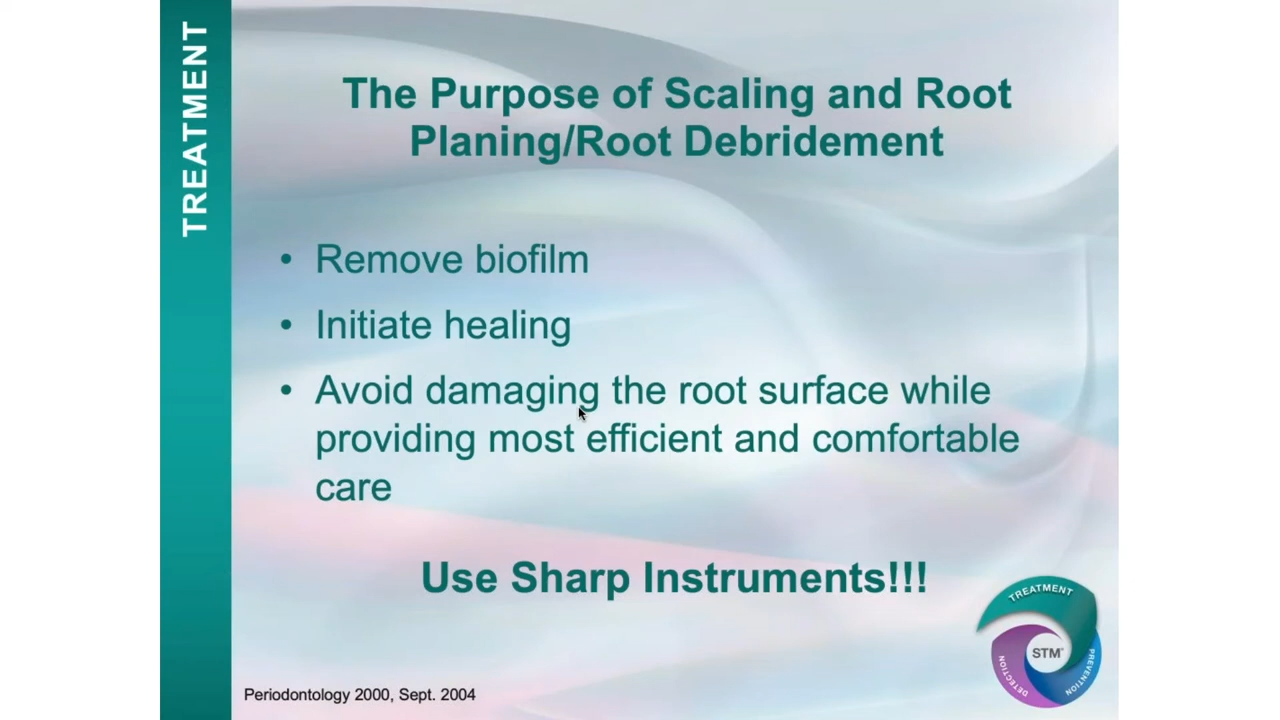 TREATMENT
The Purpose of Scaling and Root
Planing/Root Debridement
• Remove biofilm
• Initiate healing
• Avoid damaging the root surface while
providing most efficient and comfortable
care
Use Sharp Instruments!!!
TREATMENT
STM®
DETECTION
PREVENTION
Periodontology 2000, Sept. 2004